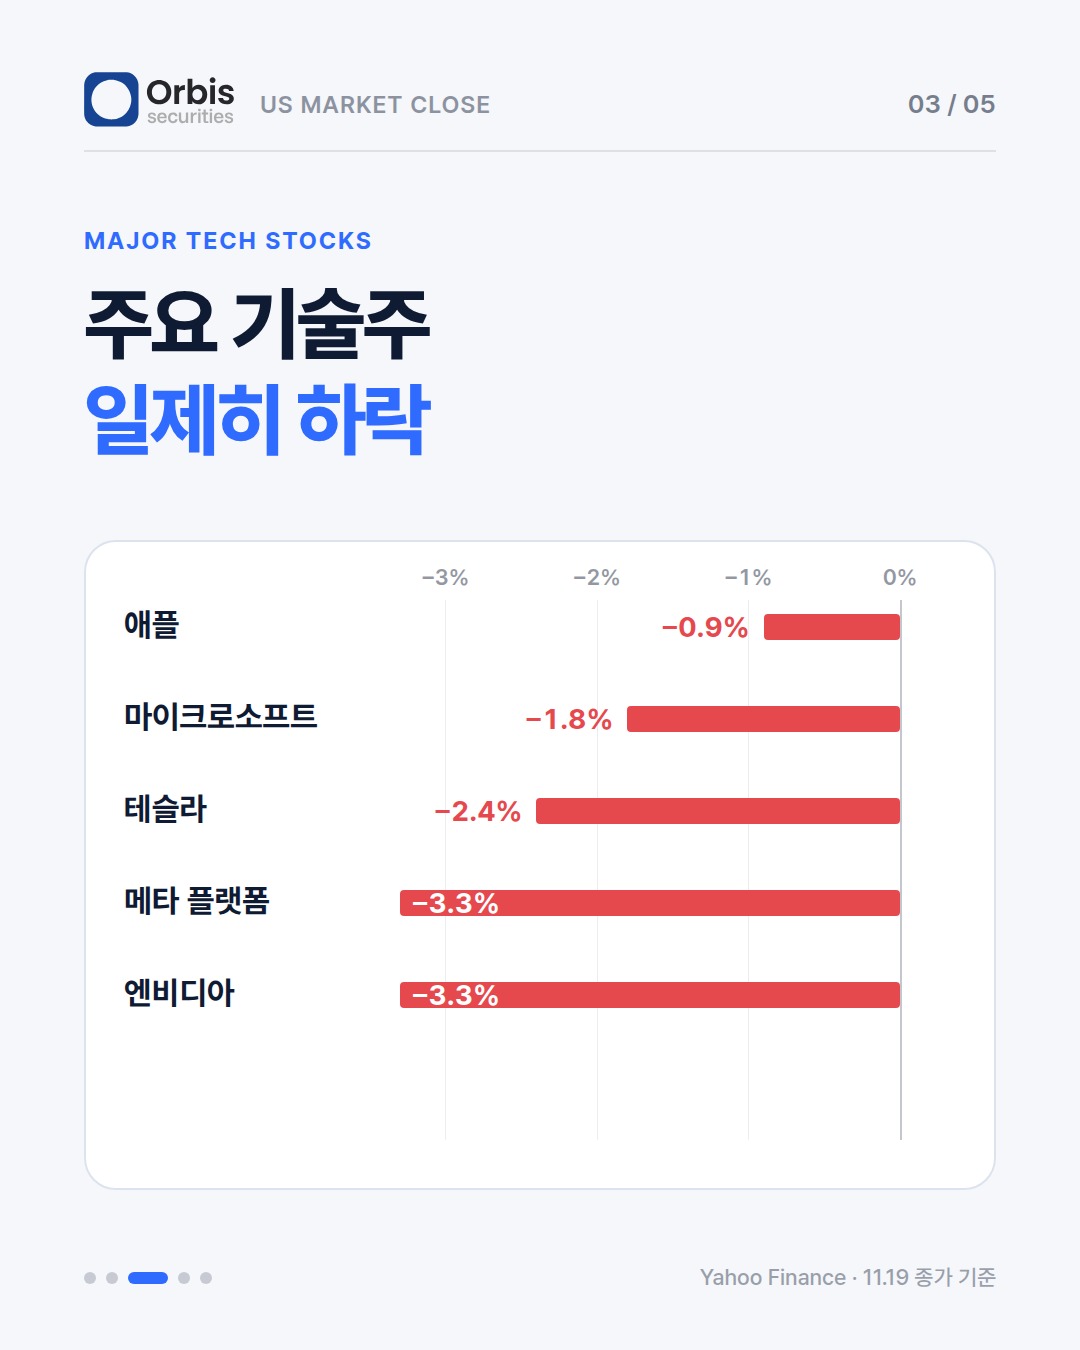 Orbis
securities
US MARKET CLOSE
03 / 05
MAJOR TECH STOCKS
주요 기술주
일제히 하락
−3% −2% −1% 0%
애플 −0.9%
마이크로소프트 −1.8%
테슬라 −2.4%
메타 플랫폼 −3.3%
엔비디아 −3.3%
Yahoo Finance · 11.19 종가 기준